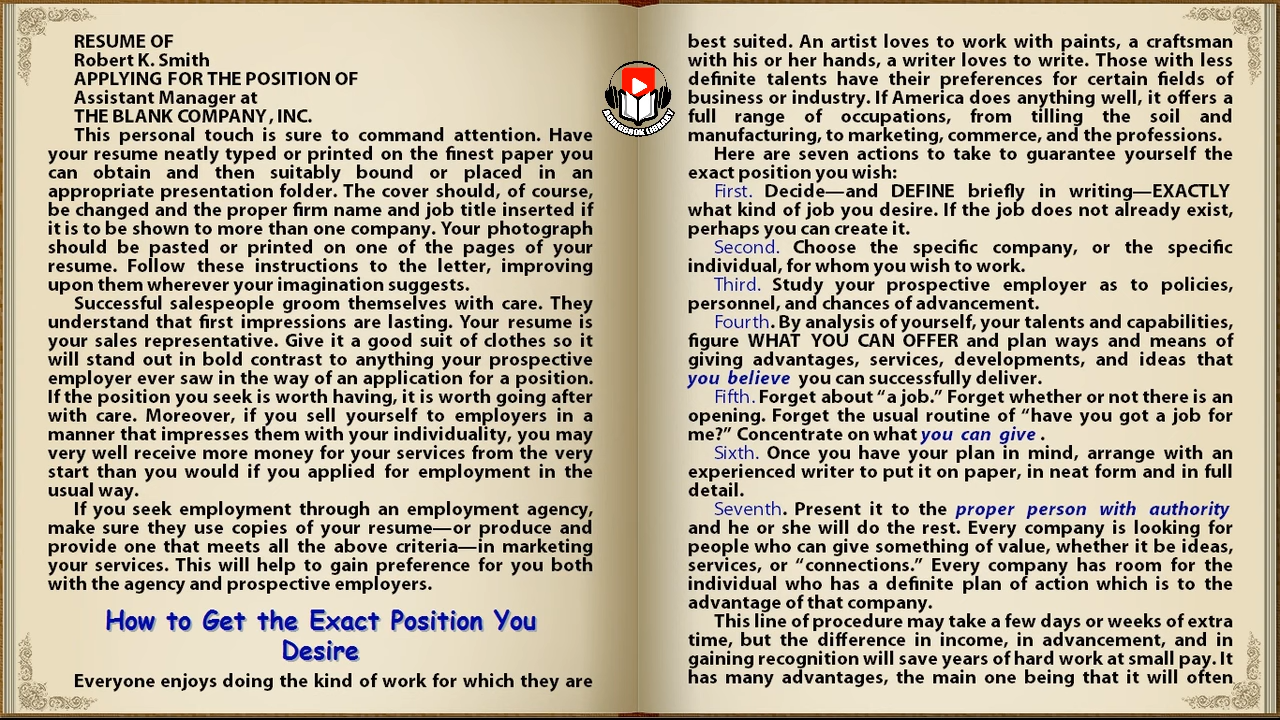 RESUME OF
Robert K. Smith
APPLYING FOR THE POSITION OF
Assistant Manager at
THE BLANK COMPANY, INC.
This personal touch is sure to command attention. Have
your resume neatly typed or printed on the finest paper you
can obtain and then suitably bound or placed in an
appropriate presentation folder. The cover should, of course,
be changed and the proper firm name and job title inserted if
it is to be shown to more than one company. Your photograph
should be pasted or printed on one of the pages of your
resume. Follow these instructions to the letter, improving
upon them wherever your imagination suggests.
Successful salespeople groom themselves with care. They
understand that first impressions are lasting. Your resume is
your sales representative. Give it a good suit of clothes so it
will stand out in bold contrast to anything your prospective
employer ever saw in the way of an application for a position.
If the position you seek is worth having, it is worth going after
with care. Moreover, if you sell yourself to employers in a
manner that impresses them with your individuality, you may
very well receive more money for your services from the very
start than you would if you applied for employment in the
usual way.
If you seek employment through an employment agency,
make sure they use copies of your resume—or produce and
provide one that meets all the above criteria—in marketing
your services. This will help to gain preference for you both
with the agency and prospective employers.
How to Get the Exact Position You
Desire
Everyone enjoys doing the kind of work for which they are
AUDIOBOOK LIBRARY
best suited. An artist loves to work with paints, a craftsman
with his or her hands, a writer loves to write. Those with less
definite talents have their preferences for certain fields of
business or industry. If America does anything well, it offers a
full range of occupations, from tilling the soil and
manufacturing, to marketing, commerce, and the professions.
Here are seven actions to take to guarantee yourself the
exact position you wish:
First. Decide—and DEFINE briefly in writing—EXACTLY
what kind of job you desire. If the job does not already exist,
perhaps you can create it.
Second. Choose the specific company, or the specific
individual, for whom you wish to work.
Third. Study your prospective employer as to policies,
personnel, and chances of advancement.
Fourth. By analysis of yourself, your talents and capabilities,
figure WHAT YOU CAN OFFER and plan ways and means of
giving advantages, services, developments, and ideas that
you believe you can successfully deliver.
Fifth. Forget about “a job.” Forget whether or not there is an
opening. Forget the usual routine of “have you got a job for
me?” Concentrate on what you can give .
Sixth. Once you have your plan in mind, arrange with an
experienced writer to put it on paper, in neat form and in full
detail.
Seventh. Present it to the proper person with authority
and he or she will do the rest. Every company is looking for
people who can give something of value, whether it be ideas,
services, or “connections.” Every company has room for the
individual who has a definite plan of action which is to the
advantage of that company.
This line of procedure may take a few days or weeks of extra
time, but the difference in income, in advancement, and in
gaining recognition will save years of hard work at small pay. It
has many advantages, the main one being that it will often